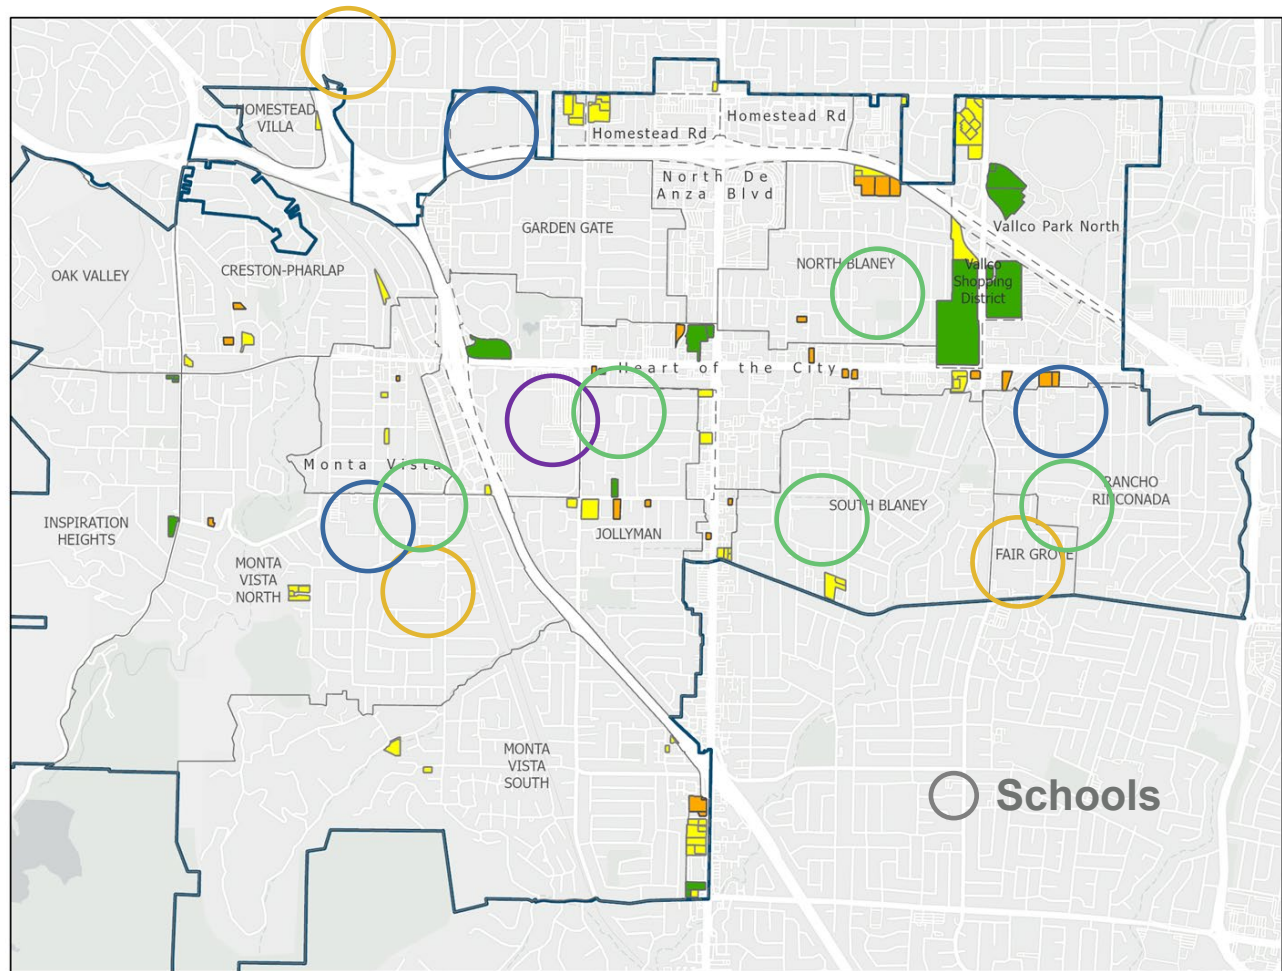 HOMESTEAD
VILLA
Homestead Rd
Homestead Rd
North De
Anza Blvd
GARDEN GATE
Vallco Park North
OAK VALLEY
CRESTON-PHARLAP
NORTH BLANEY
Vallco
Shopping
District
Heart of the City
Monta Vista
INSPIRATION
HEIGHTS
JOLLYMAN
SOUTH BLANEY
RANCHO
RINCONADA
FAIR GROVE
MONTA
VISTA
NORTH
MONTA
VISTA
SOUTH
Schools